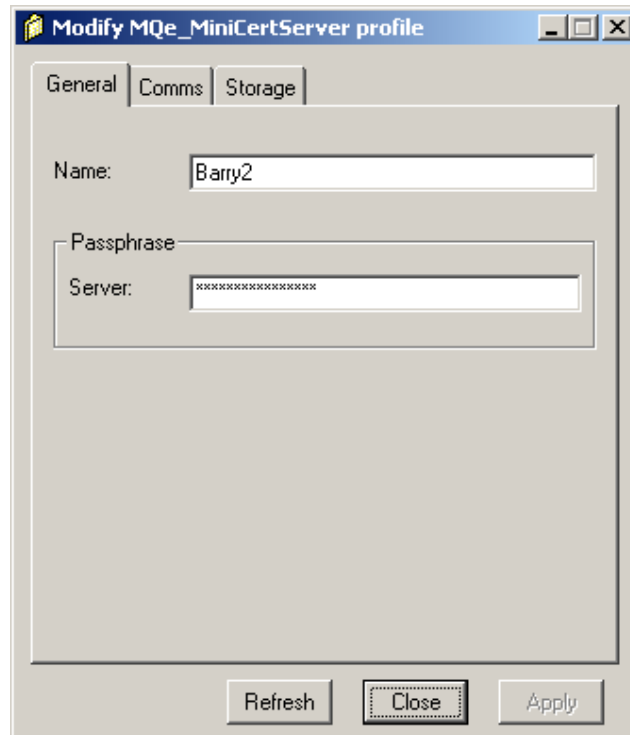 Modify MQe_MiniCertServer profile
General Comms Storage
Name: Barry2
Passphrase
Server: ****************
Refresh Close Apply